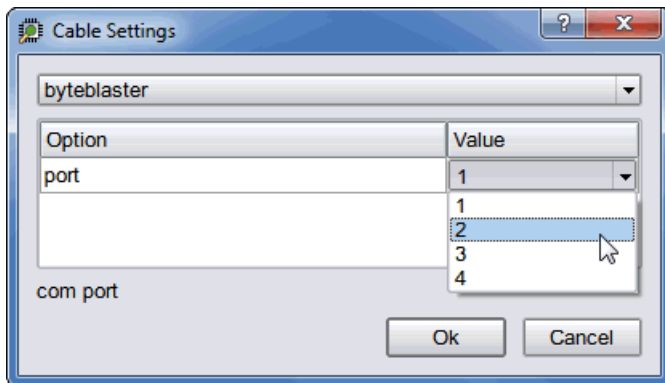 Cable Settings
?
byteblaster
Option Value
port 1
1
2
3
4
com port
Ok Cancel